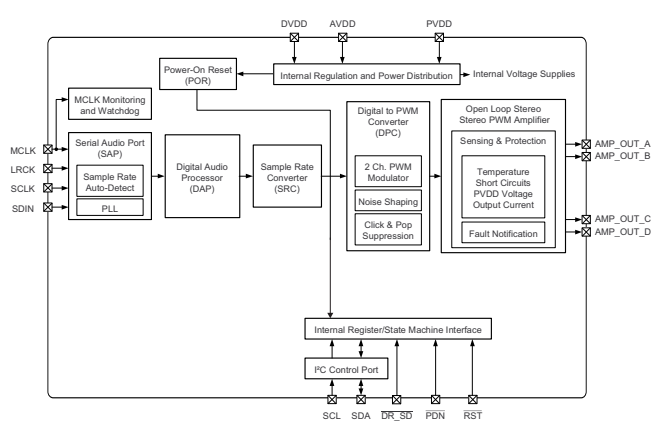 DVDD AVDD PVDD
Power-On Reset
(POR)
Internal Regulation and Power Distribution
Internal Voltage Supplies
MCLK Monitoring
and Watchdog
Digital to PWM
Converter
(DPC)
Open Loop Stereo
Stereo PWM Amplifier
MCLK
LRCK
SCLK
SDIN
Serial Audio Port
(SAP)
Sample Rate
Auto-Detect
PLL
Digital Audio
Processor
(DAP)
Sample Rate
Converter
(SRC)
2 Ch. PWM
Modulator
Noise Shaping
Click & Pop
Suppression
Sensing & Protection
Temperature
Short Circuits
PVDD Voltage
Output Current
Fault Notification
AMP_OUT_A
AMP_OUT_B
AMP_OUT_C
AMP_OUT_D
Internal Register/State Machine Interface
I²C Control Port
SCL SDA DR_SD PDN RST